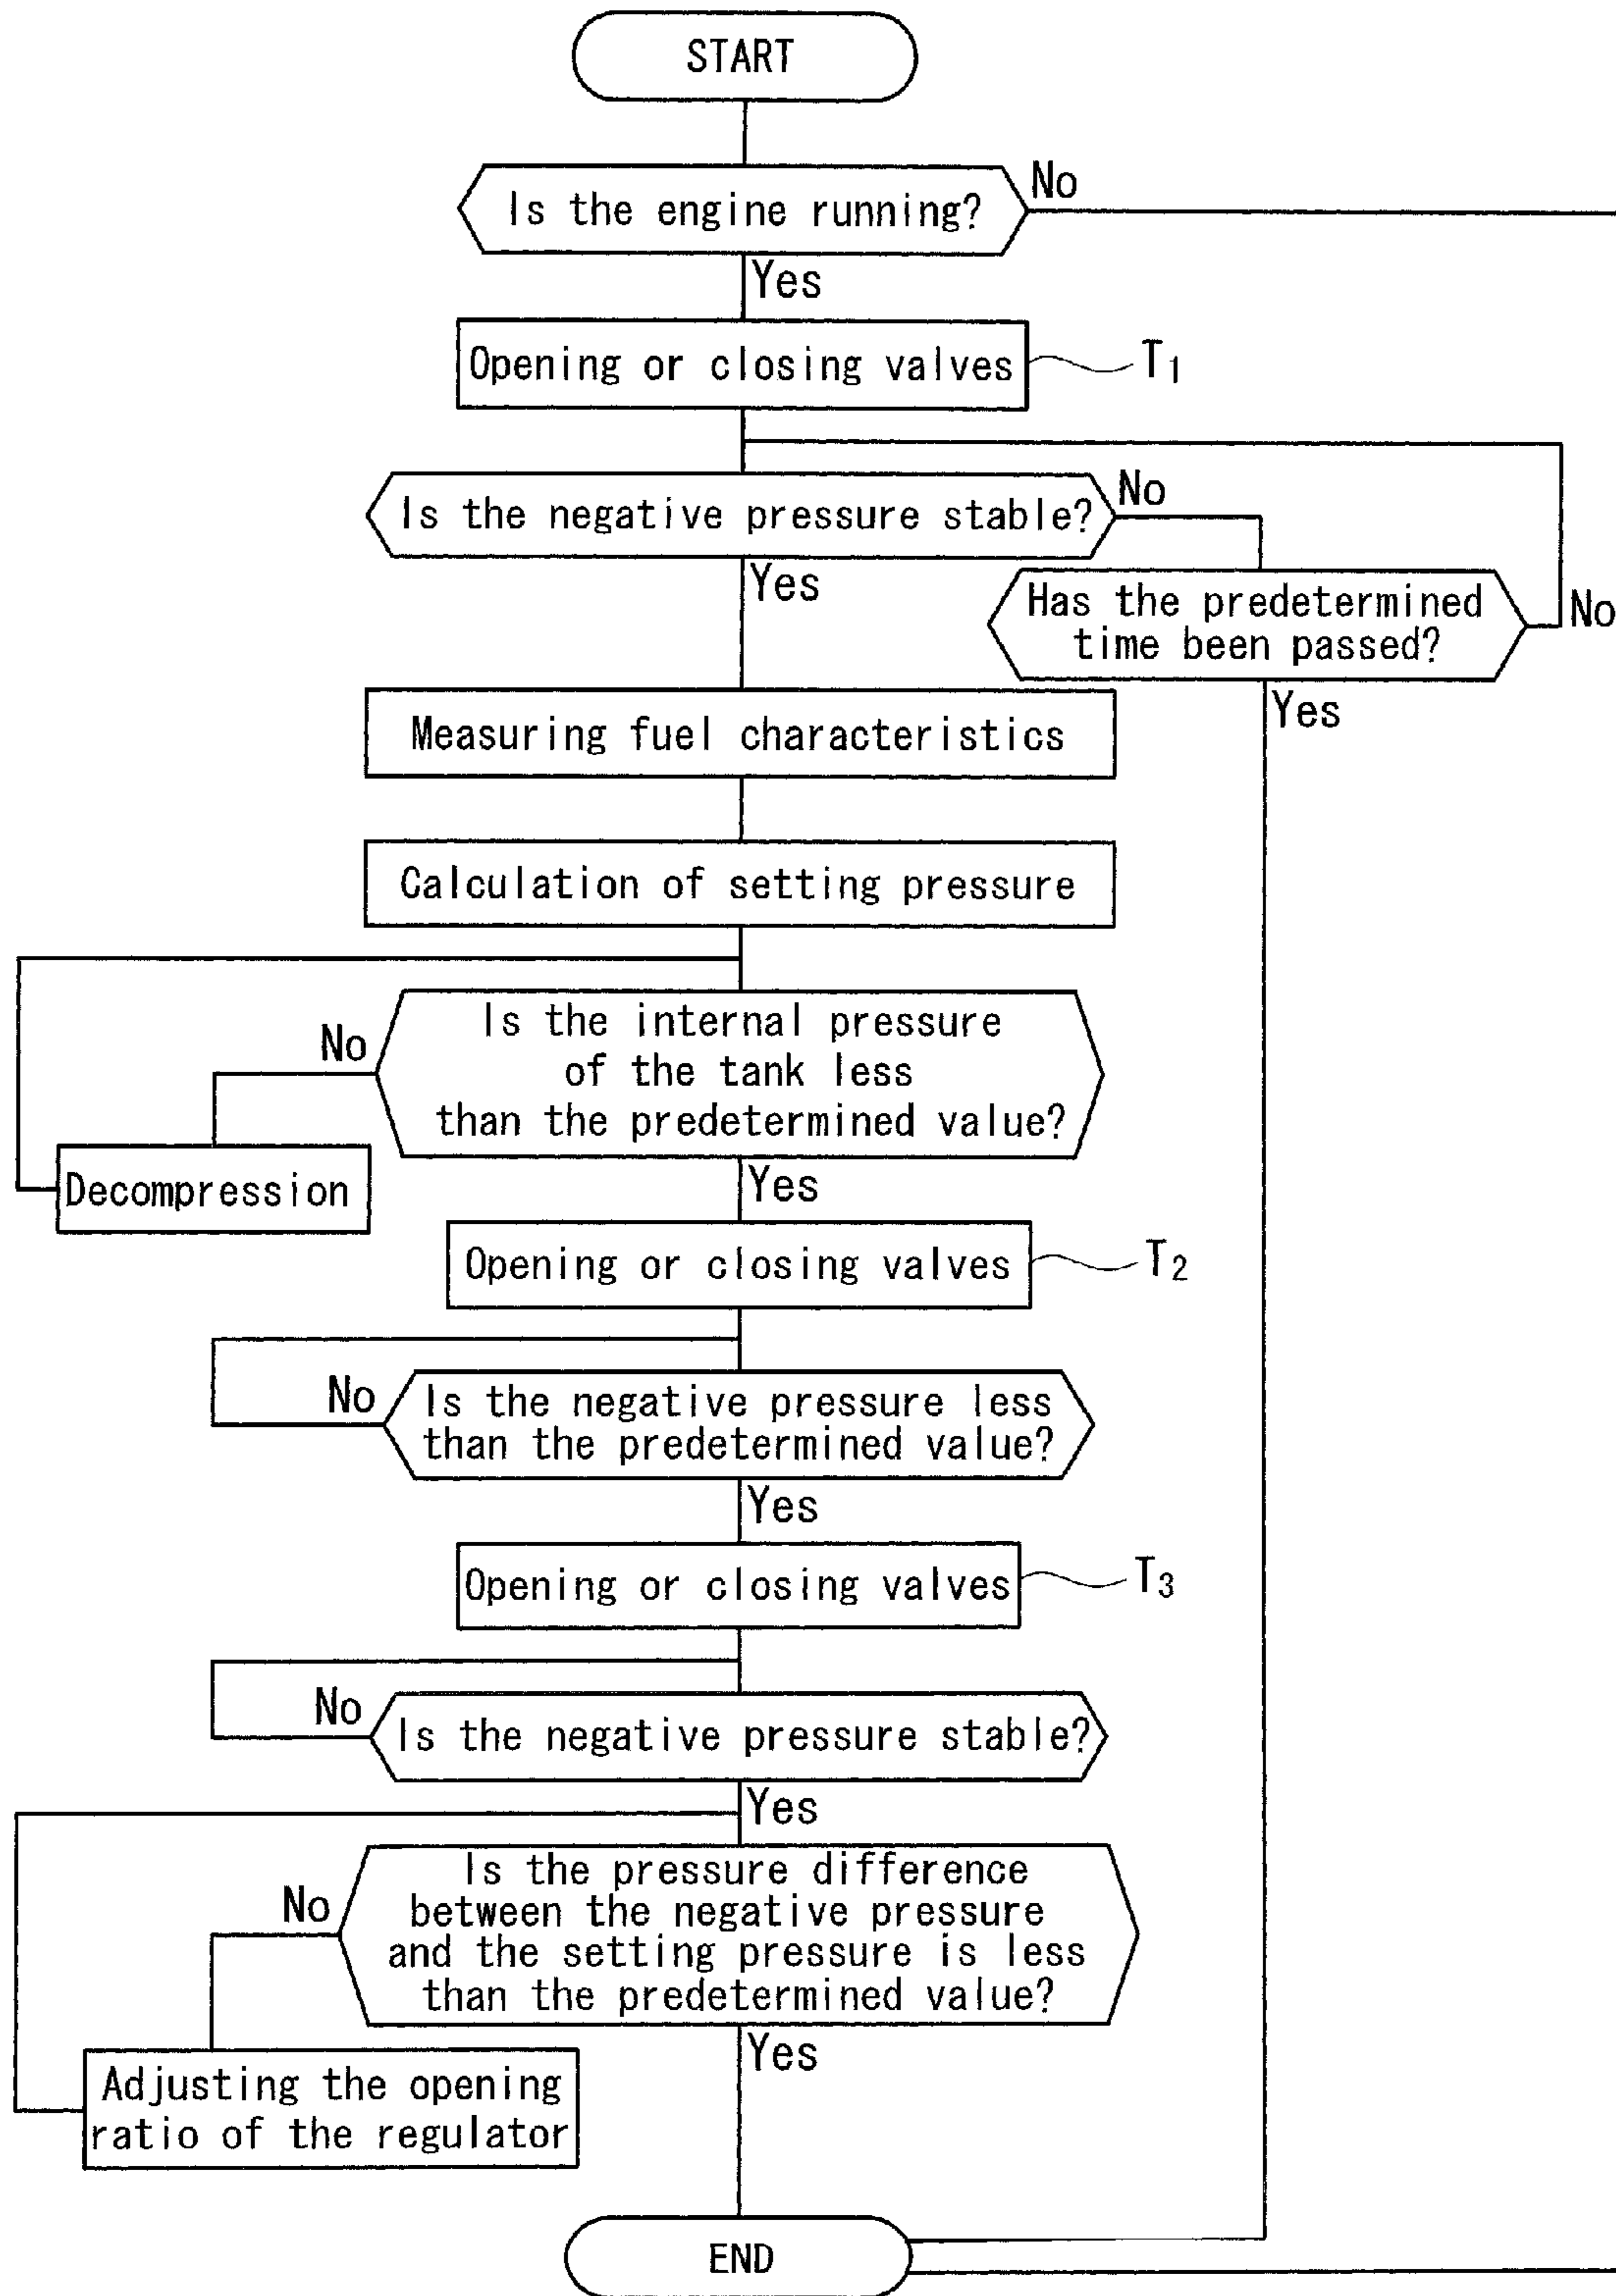 START
Is the engine running?
No
Yes
Opening or closing valves
T1
Is the negative pressure stable?
No
Yes
Has the predetermined
time been passed?
No
Yes
Measuring fuel characteristics
Calculation of setting pressure
Is the internal pressure
of the tank less
than the predetermined value?
No
Decompression
Yes
Opening or closing valves
T2
Is the negative pressure less
than the predetermined value?
No
Yes
Opening or closing valves
T3
Is the negative pressure stable?
No
Yes
Is the pressure difference
between the negative pressure
and the setting pressure is less
than the predetermined value?
No
Yes
Adjusting the opening
ratio of the regulator
END